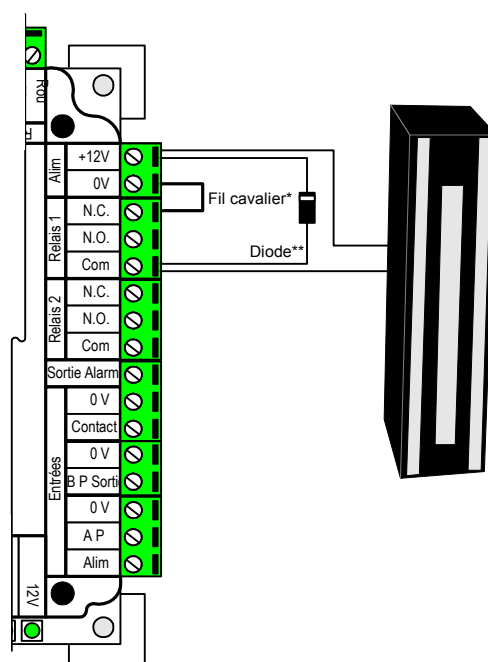 Rou
Alim
+12V
0V
Relais 1
N.C.
N.O.
Com
Relais 2
N.C.
N.O.
Com
Sortie Alarm
Entrées
0 V
Contact
0 V
B P Sorti
0 V
A P
Alim
12V
Fil cavalier*
Diode**